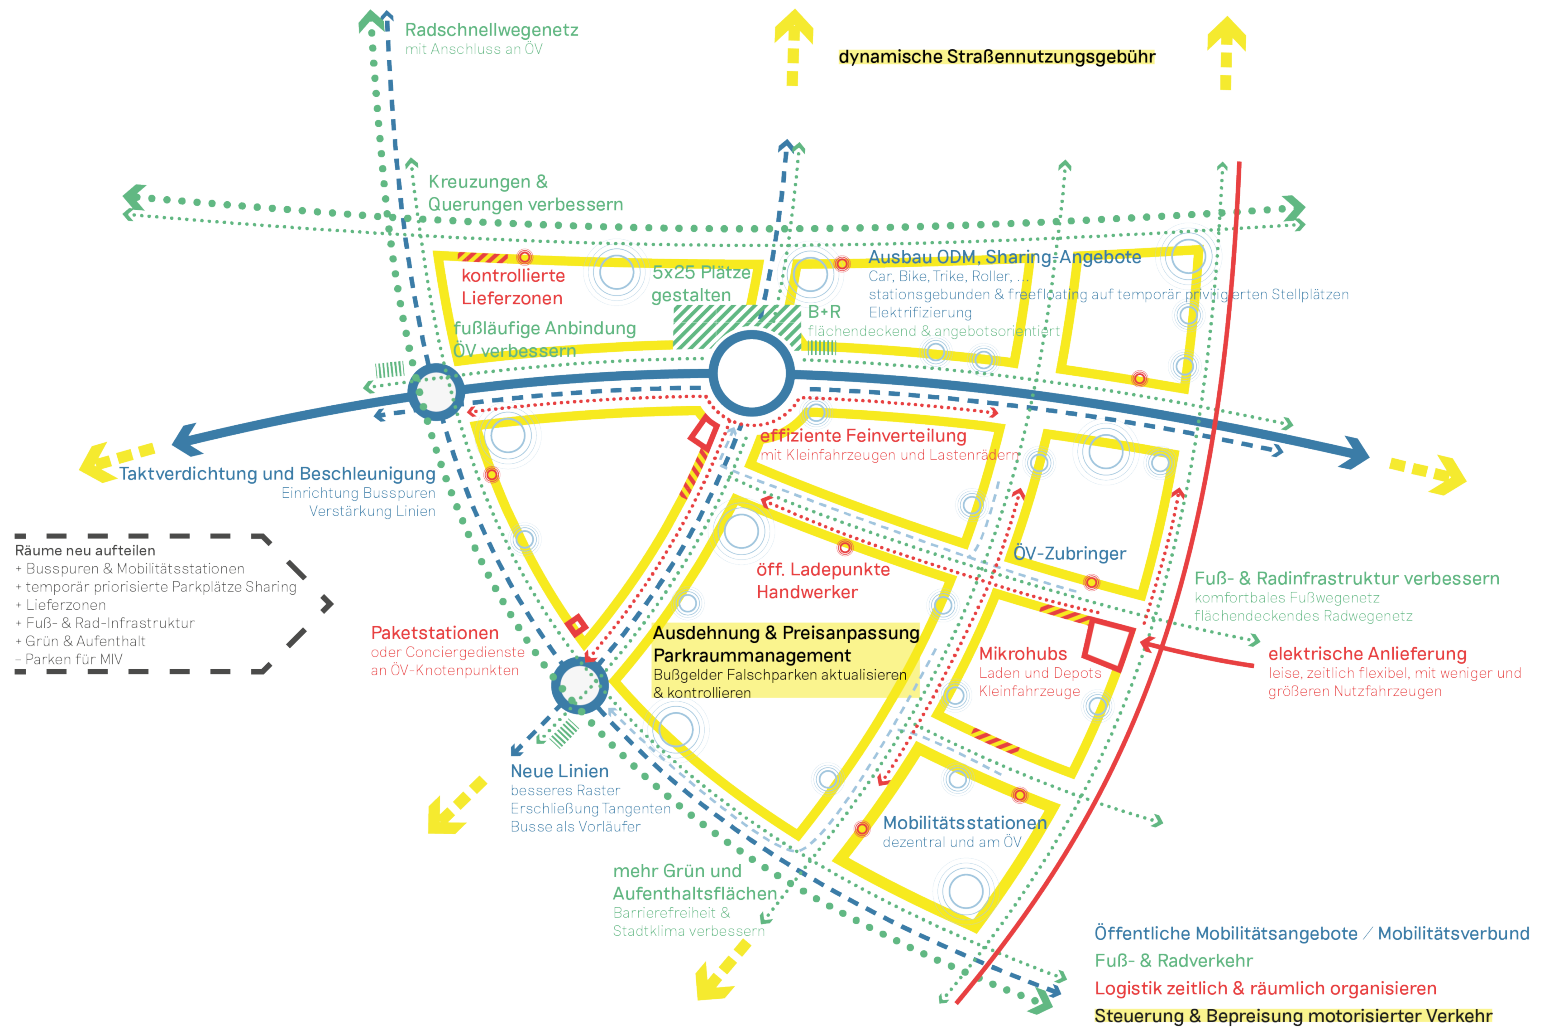 Radschnellwegenetz
mit Anschluss an ÖV
dynamische Straßennutzungsgebühr
Kreuzungen &
Querungen verbessern
kontrollierte
Lieferzonen
5x25 Plätze
gestalten
fußläufige Anbindung
ÖV verbessern
Ausbau ODM, Sharing-Angebote
Car, Bike, Trike, Roller, ...
stationsgebunden & freefloating auf temporär priviligierten Stellplätzen
Elektrifizierung
B+R
flächendeckend & angebotsorientiert
effiziente Feinverteilung
mit Kleinfahrzeugen und Lastenrädern
Taktverdichtung und Beschleunigung
Einrichtung Busspuren
Verstärkung Linien
Räume neu aufteilen
+ Busspuren & Mobilitätsstationen
+ temporär priorisierte Parkplätze Sharing
+ Lieferzonen
+ Fuß- & Rad-Infrastruktur
+ Grün & Aufenthalt
– Parken für MIV
öff. Ladepunkte
Handwerker
ÖV-Zubringer
Fuß- & Radinfrastruktur verbessern
komfortbales Fußwegenetz
flächendeckendes Radwegenetz
Paketstationen
oder Conciergedienste
an ÖV-Knotenpunkten
Ausdehnung & Preisanpassung
Parkraummanagement
Bußgelder Falschparken aktualisieren
& kontrollieren
Mikrohubs
Laden und Depots
Kleinfahrzeuge
elektrische Anlieferung
leise, zeitlich flexibel, mit weniger und
größeren Nutzfahrzeugen
Neue Linien
besseres Raster
Erschließung Tangenten
Busse als Vorläufer
Mobilitätsstationen
dezentral und am ÖV
mehr Grün und
Aufenthaltsflächen
Barrierefreiheit &
Stadtklima verbessern
Öffentliche Mobilitätsangebote / Mobilitätsverbund
Fuß- & Radverkehr
Logistik zeitlich & räumlich organisieren
Steuerung & Bepreisung motorisierter Verkehr